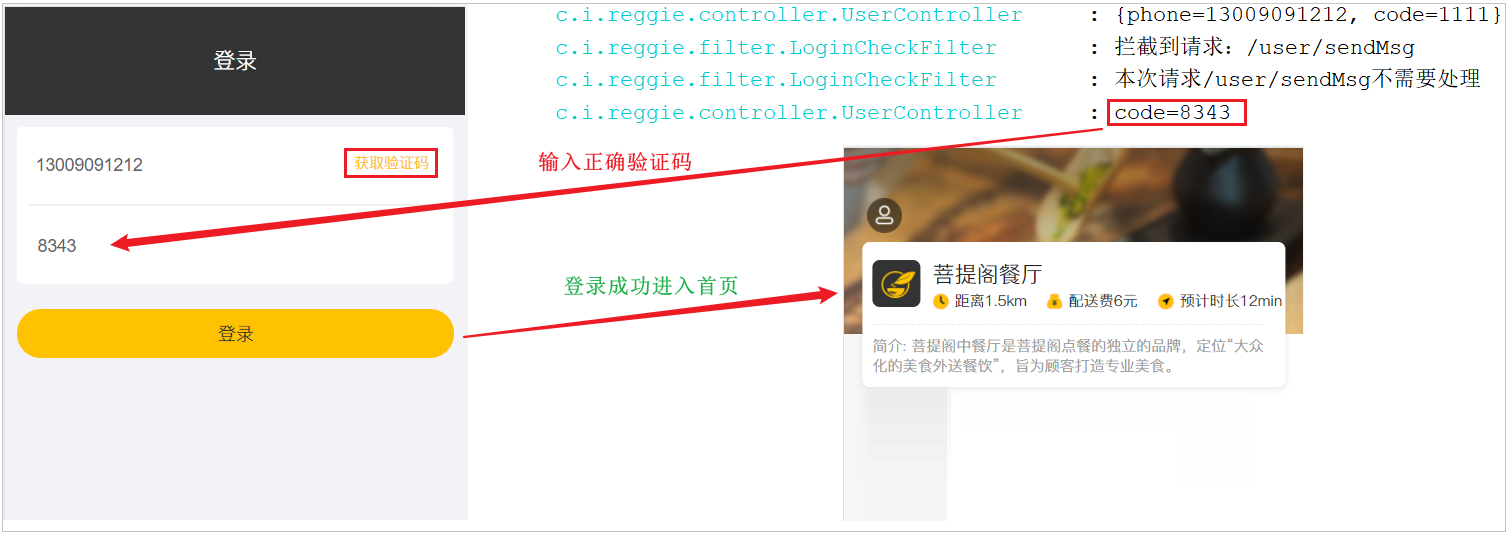 登录
13009091212 获取验证码
8343
登录
c.i.reggie.controller.UserController : {phone=13009091212, code=1111}
c.i.reggie.filter.LoginCheckFilter : 拦截到请求：/user/sendMsg
c.i.reggie.filter.LoginCheckFilter : 本次请求/user/sendMsg不需要处理
c.i.reggie.controller.UserController : code=8343
输入正确验证码
登录成功进入首页
菩提阁餐厅
距离1.5km 配送费6元 预计时长12min
简介: 菩提阁中餐厅是菩提阁点餐的独立的品牌，定位“大众
化的美食外送餐饮”，旨为顾客打造专业美食。